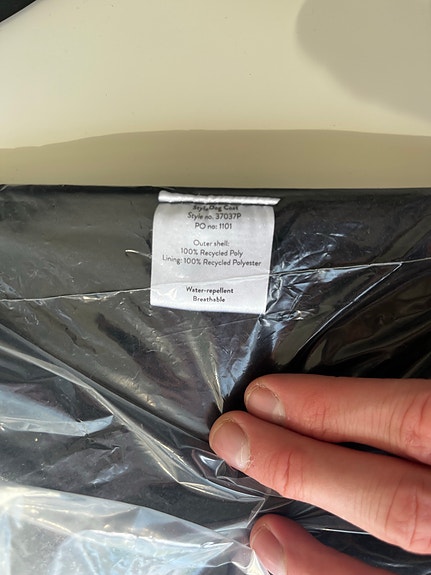 Style Dog Coat
Style no. 37037P
PO no: 1101
Outer shell:
100% Recycled Poly
Lining: 100% Recycled Polyester
Water-repellent
Breathable